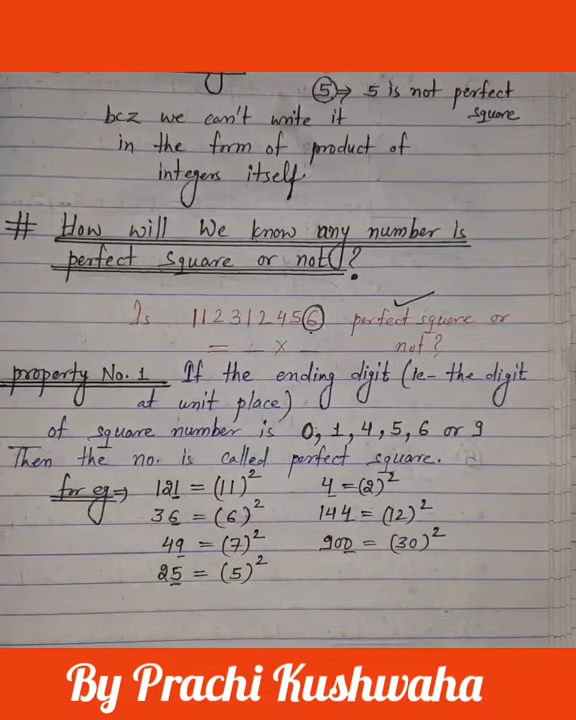 5 ⇒ 5 is not perfect
square
bcz we can't write it
in the form of product of
integers itself
# How will We know any number is
perfect square or not?
Is 112312456 perfect square or
= _ x _ not?
property No. 1 If the ending digit (ie- the digit
at unit place)
of square number is 0, 1, 4, 5, 6 or 9
Then the no. is called perfect square.
for eg ⇒ 121 = (11)² 4 = (2)²
36 = (6)² 144 = (12)²
49 = (7)² 900 = (30)²
25 = (5)²
By Prachi Kushwaha